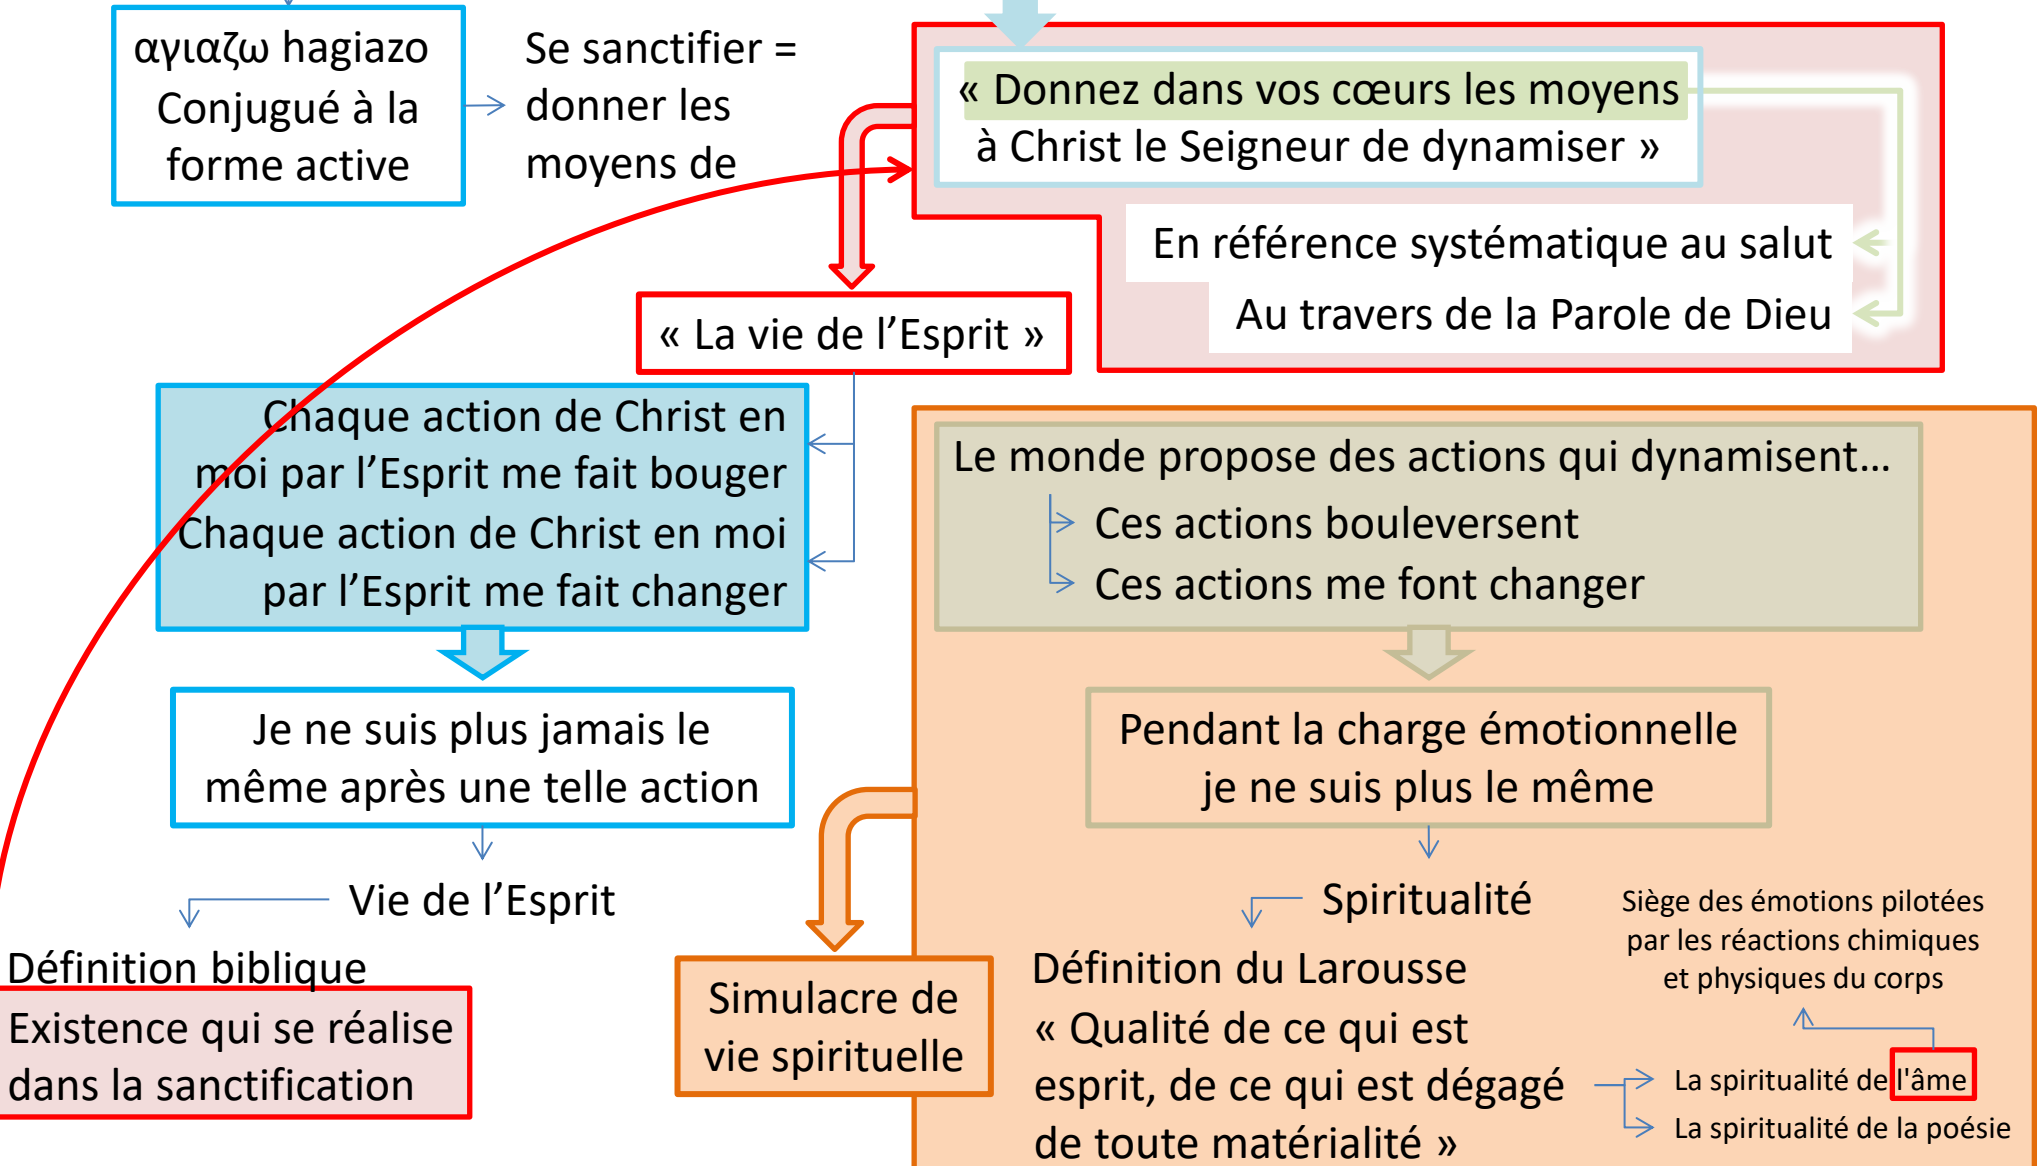 αγιαζω hagiazo
Conjugué à la
forme active
Se sanctifier =
donner les
moyens de
« Donnez dans vos cœurs les moyens
à Christ le Seigneur de dynamiser »
En référence systématique au salut
Au travers de la Parole de Dieu
« La vie de l’Esprit »
Chaque action de Christ en
moi par l’Esprit me fait bouger
Chaque action de Christ en moi
par l’Esprit me fait changer
Je ne suis plus jamais le
même après une telle action
Vie de l’Esprit
Définition biblique
Existence qui se réalise
dans la sanctification
Le monde propose des actions qui dynamisent…
Ces actions bouleversent
Ces actions me font changer
Pendant la charge émotionnelle
je ne suis plus le même
Spiritualité
Simulacre de
vie spirituelle
Définition du Larousse
« Qualité de ce qui est
esprit, de ce qui est dégagé
de toute matérialité »
Siège des émotions pilotées
par les réactions chimiques
et physiques du corps
La spiritualité de l'âme
La spiritualité de la poésie